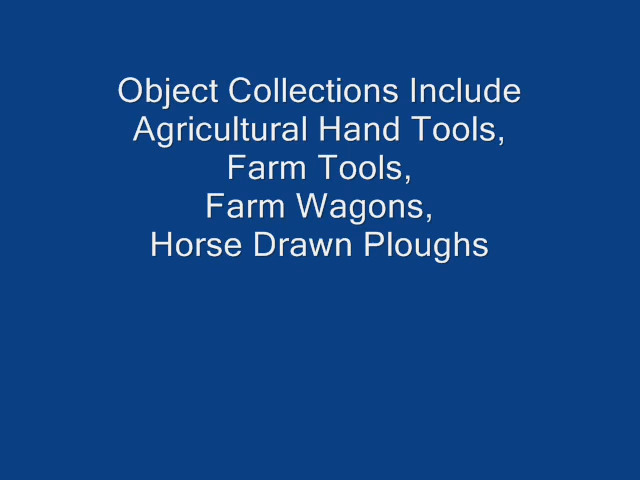 Object Collections Include
Agricultural Hand Tools,
Farm Tools,
Farm Wagons,
Horse Drawn Ploughs